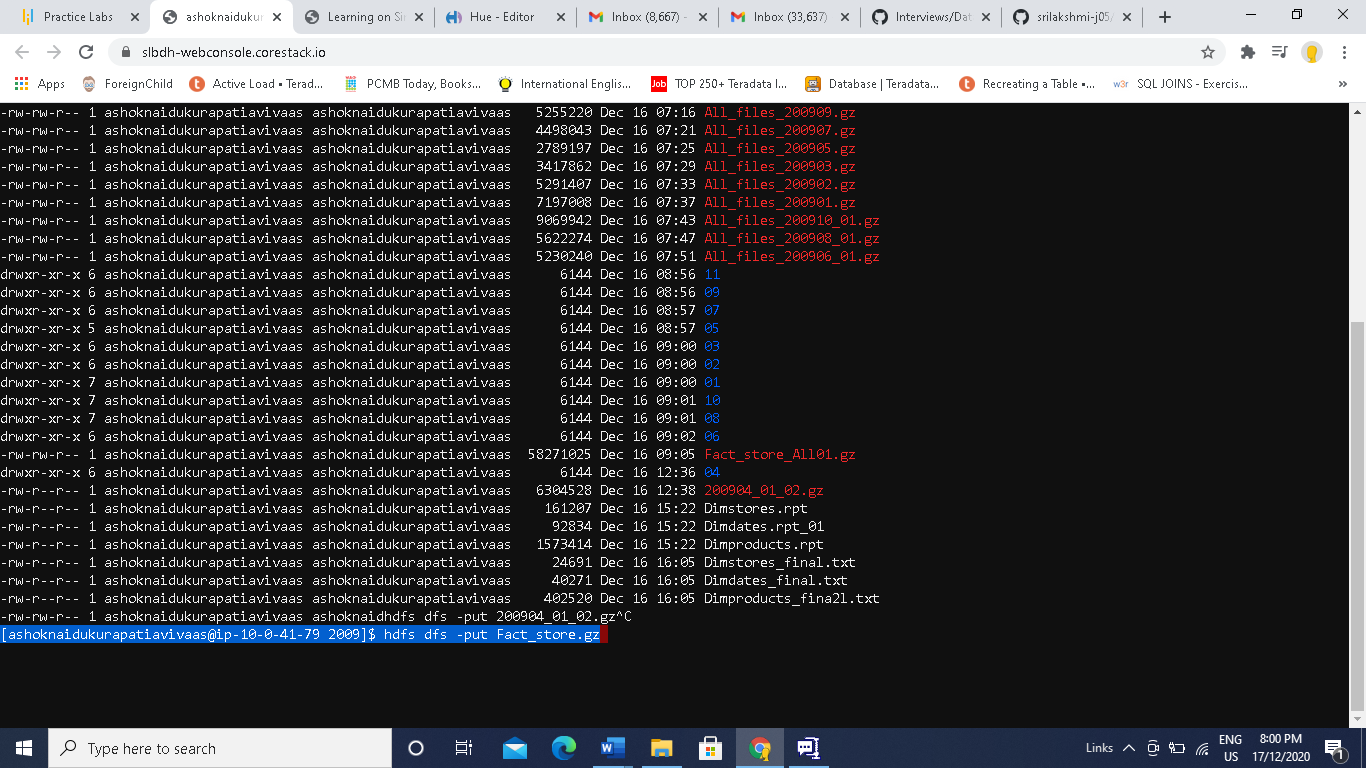 Practice Labs
ashoknaidukur
Learning on Sim
Hue - Editor
Inbox (8,667) -
Inbox (33,637)
Interviews/Dat
srilakshmi-j05/
slbdh-webconsole.corestack.io
Apps
ForeignChild
Active Load • Terad...
PCMB Today, Books...
International Englis...
Job
TOP 250+ Teradata I...
Database | Teradata...
Recreating a Table •...
w3r
SQL JOINS - Exercis...
»
-rw-rw-r-- 1 ashoknaidukurapatiavivaas ashoknaidukurapatiavivaas 5255220 Dec 16 07:16 All_files_200909.gz
-rw-rw-r-- 1 ashoknaidukurapatiavivaas ashoknaidukurapatiavivaas 4498043 Dec 16 07:21 All_files_200907.gz
-rw-rw-r-- 1 ashoknaidukurapatiavivaas ashoknaidukurapatiavivaas 2789197 Dec 16 07:25 All_files_200905.gz
-rw-rw-r-- 1 ashoknaidukurapatiavivaas ashoknaidukurapatiavivaas 3417862 Dec 16 07:29 All_files_200903.gz
-rw-rw-r-- 1 ashoknaidukurapatiavivaas ashoknaidukurapatiavivaas 5291407 Dec 16 07:33 All_files_200902.gz
-rw-rw-r-- 1 ashoknaidukurapatiavivaas ashoknaidukurapatiavivaas 7197008 Dec 16 07:37 All_files_200901.gz
-rw-rw-r-- 1 ashoknaidukurapatiavivaas ashoknaidukurapatiavivaas 9069942 Dec 16 07:43 All_files_200910_01.gz
-rw-rw-r-- 1 ashoknaidukurapatiavivaas ashoknaidukurapatiavivaas 5622274 Dec 16 07:47 All_files_200908_01.gz
-rw-rw-r-- 1 ashoknaidukurapatiavivaas ashoknaidukurapatiavivaas 5230240 Dec 16 07:51 All_files_200906_01.gz
drwxr-xr-x 6 ashoknaidukurapatiavivaas ashoknaidukurapatiavivaas 6144 Dec 16 08:56 11
drwxr-xr-x 6 ashoknaidukurapatiavivaas ashoknaidukurapatiavivaas 6144 Dec 16 08:56 09
drwxr-xr-x 6 ashoknaidukurapatiavivaas ashoknaidukurapatiavivaas 6144 Dec 16 08:57 07
drwxr-xr-x 5 ashoknaidukurapatiavivaas ashoknaidukurapatiavivaas 6144 Dec 16 08:57 05
drwxr-xr-x 6 ashoknaidukurapatiavivaas ashoknaidukurapatiavivaas 6144 Dec 16 09:00 03
drwxr-xr-x 6 ashoknaidukurapatiavivaas ashoknaidukurapatiavivaas 6144 Dec 16 09:00 02
drwxr-xr-x 7 ashoknaidukurapatiavivaas ashoknaidukurapatiavivaas 6144 Dec 16 09:00 01
drwxr-xr-x 7 ashoknaidukurapatiavivaas ashoknaidukurapatiavivaas 6144 Dec 16 09:01 10
drwxr-xr-x 7 ashoknaidukurapatiavivaas ashoknaidukurapatiavivaas 6144 Dec 16 09:01 08
drwxr-xr-x 6 ashoknaidukurapatiavivaas ashoknaidukurapatiavivaas 6144 Dec 16 09:02 06
-rw-rw-r-- 1 ashoknaidukurapatiavivaas ashoknaidukurapatiavivaas 58271025 Dec 16 09:05 Fact_store_All01.gz
drwxr-xr-x 6 ashoknaidukurapatiavivaas ashoknaidukurapatiavivaas 6144 Dec 16 12:36 04
-rw-r--r-- 1 ashoknaidukurapatiavivaas ashoknaidukurapatiavivaas 6304528 Dec 16 12:38 200904_01_02.gz
-rw-r--r-- 1 ashoknaidukurapatiavivaas ashoknaidukurapatiavivaas 161207 Dec 16 15:22 Dimstores.rpt
-rw-r--r-- 1 ashoknaidukurapatiavivaas ashoknaidukurapatiavivaas 92834 Dec 16 15:22 Dimdates.rpt_01
-rw-r--r-- 1 ashoknaidukurapatiavivaas ashoknaidukurapatiavivaas 1573414 Dec 16 15:22 Dimproducts.rpt
-rw-r--r-- 1 ashoknaidukurapatiavivaas ashoknaidukurapatiavivaas 24691 Dec 16 16:05 Dimstores_final.txt
-rw-r--r-- 1 ashoknaidukurapatiavivaas ashoknaidukurapatiavivaas 40271 Dec 16 16:05 Dimdates_final.txt
-rw-r--r-- 1 ashoknaidukurapatiavivaas ashoknaidukurapatiavivaas 402520 Dec 16 16:05 Dimproducts_fina2l.txt
-rw-rw-r-- 1 ashoknaidukurapatiavivaas ashoknaidhdfs dfs -put 200904_01_02.gz^C
[ashoknaidukurapatiavivaas@ip-10-0-41-79 2009]$ hdfs dfs -put Fact_store.gz
Type here to search
Links
ENG
US
8:00 PM
17/12/2020
1